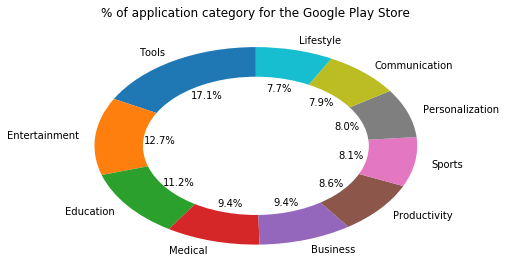 % of application category for the Google Play Store
Lifestyle
Tools
Communication
7.7%
17.1%
7.9%
Personalization
8.0%
Entertainment
12.7%
8.1%
Sports
11.2%
8.6%
9.4%
9.4%
Education
Productivity
Medical
Business